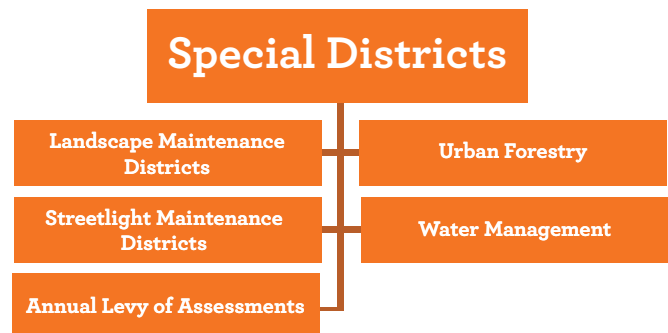 Special Districts
Landscape Maintenance
Districts
Urban Forestry
Streetlight Maintenance
Districts
Water Management
Annual Levy of Assessments